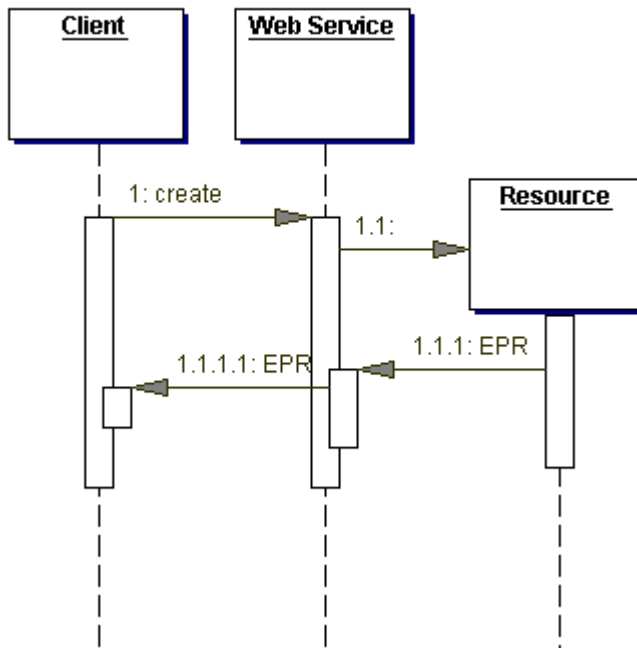 Client
Web Service
1: create
Resource
1.1:
1.1.1.1: EPR
1.1.1: EPR